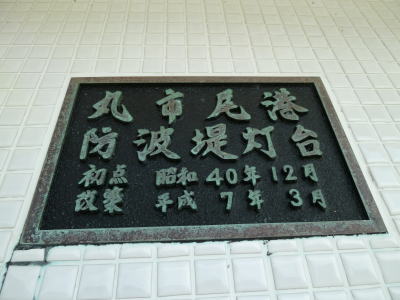 丸市尾港
防波堤灯台
初点 昭和 40年 12月
改築 平成 7年 3月